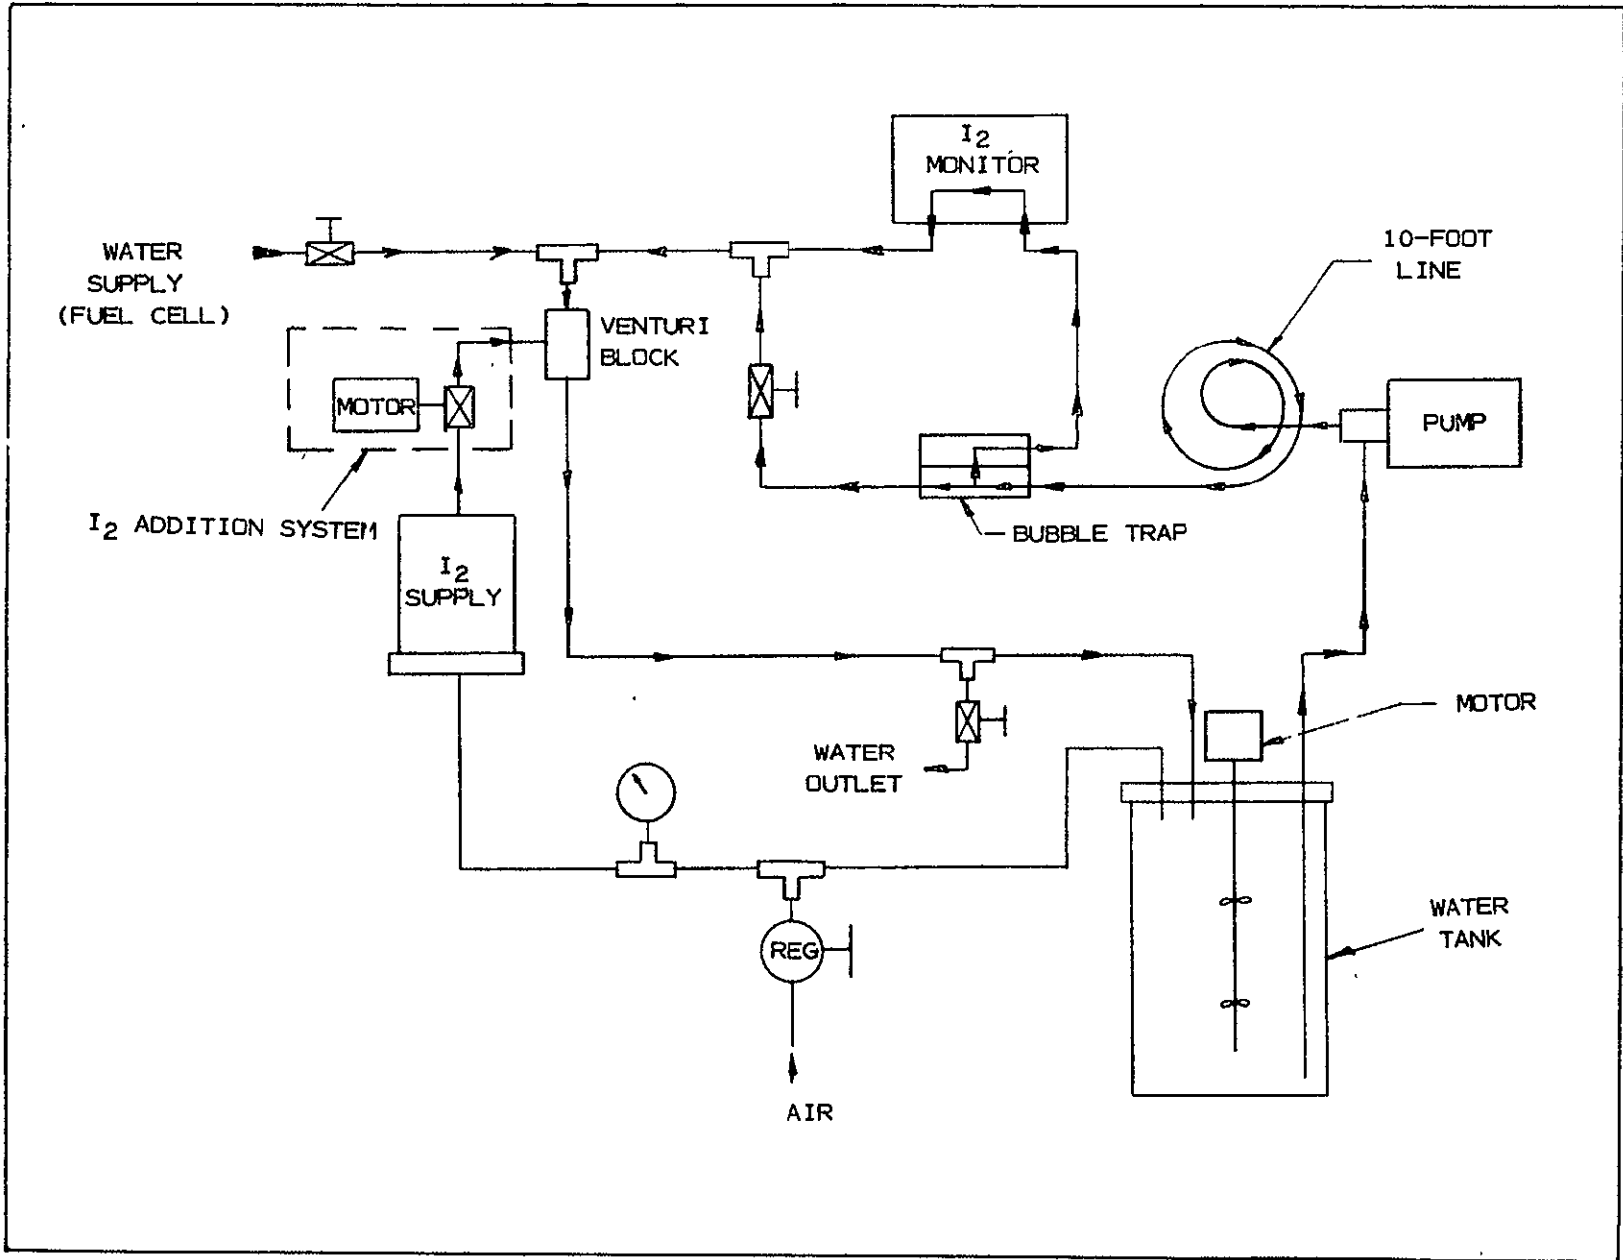 I2
MONITOR
WATER
SUPPLY
(FUEL CELL)
10-FOOT
LINE
VENTURI
BLOCK
MOTOR
PUMP
I2 ADDITION SYSTEM
BUBBLE TRAP
I2
SUPPLY
MOTOR
WATER
OUTLET
WATER
TANK
REG
AIR